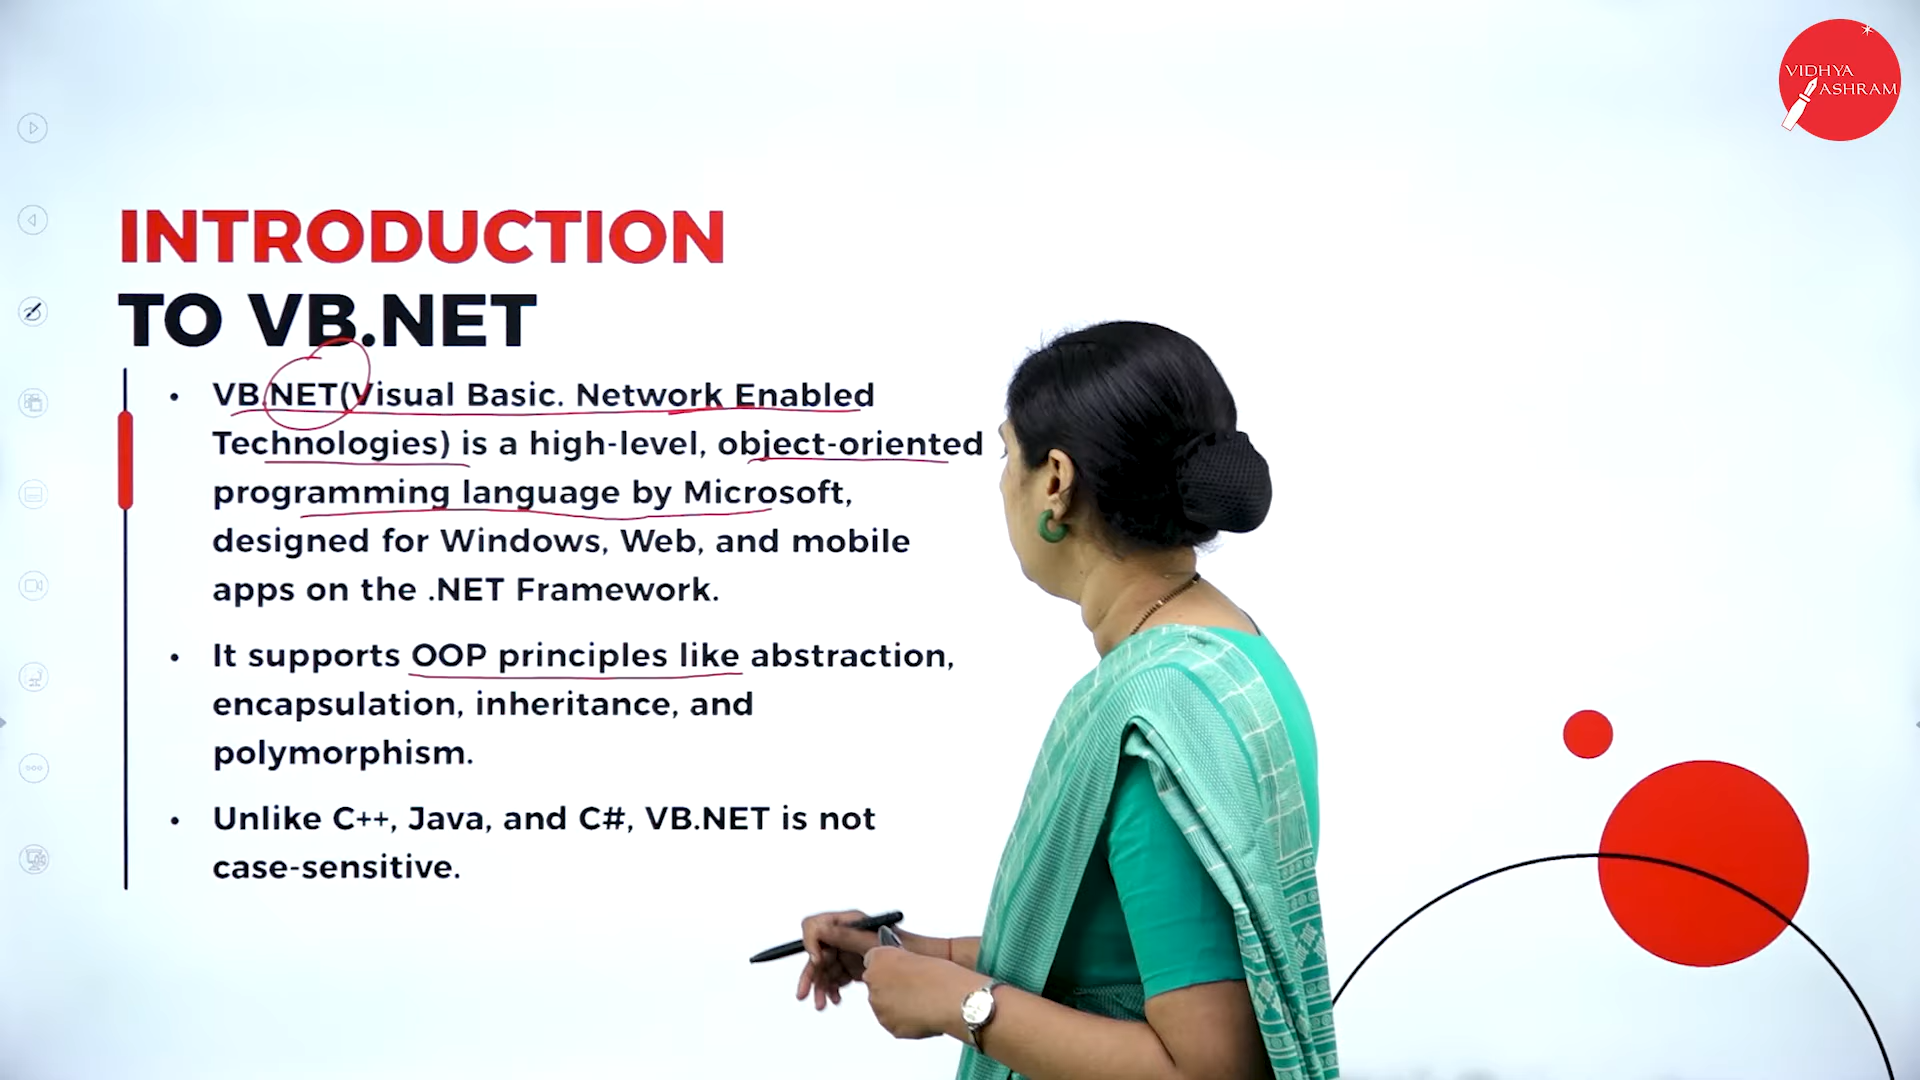 VIDHYA
ASHRAM
INTRODUCTION
TO VB.NET
• VB.NET(Visual Basic. Network Enabled
Technologies) is a high-level, object-oriented
programming language by Microsoft,
designed for Windows, Web, and mobile
apps on the .NET Framework.
• It supports OOP principles like abstraction,
encapsulation, inheritance, and
polymorphism.
• Unlike C++, Java, and C#, VB.NET is not
case-sensitive.